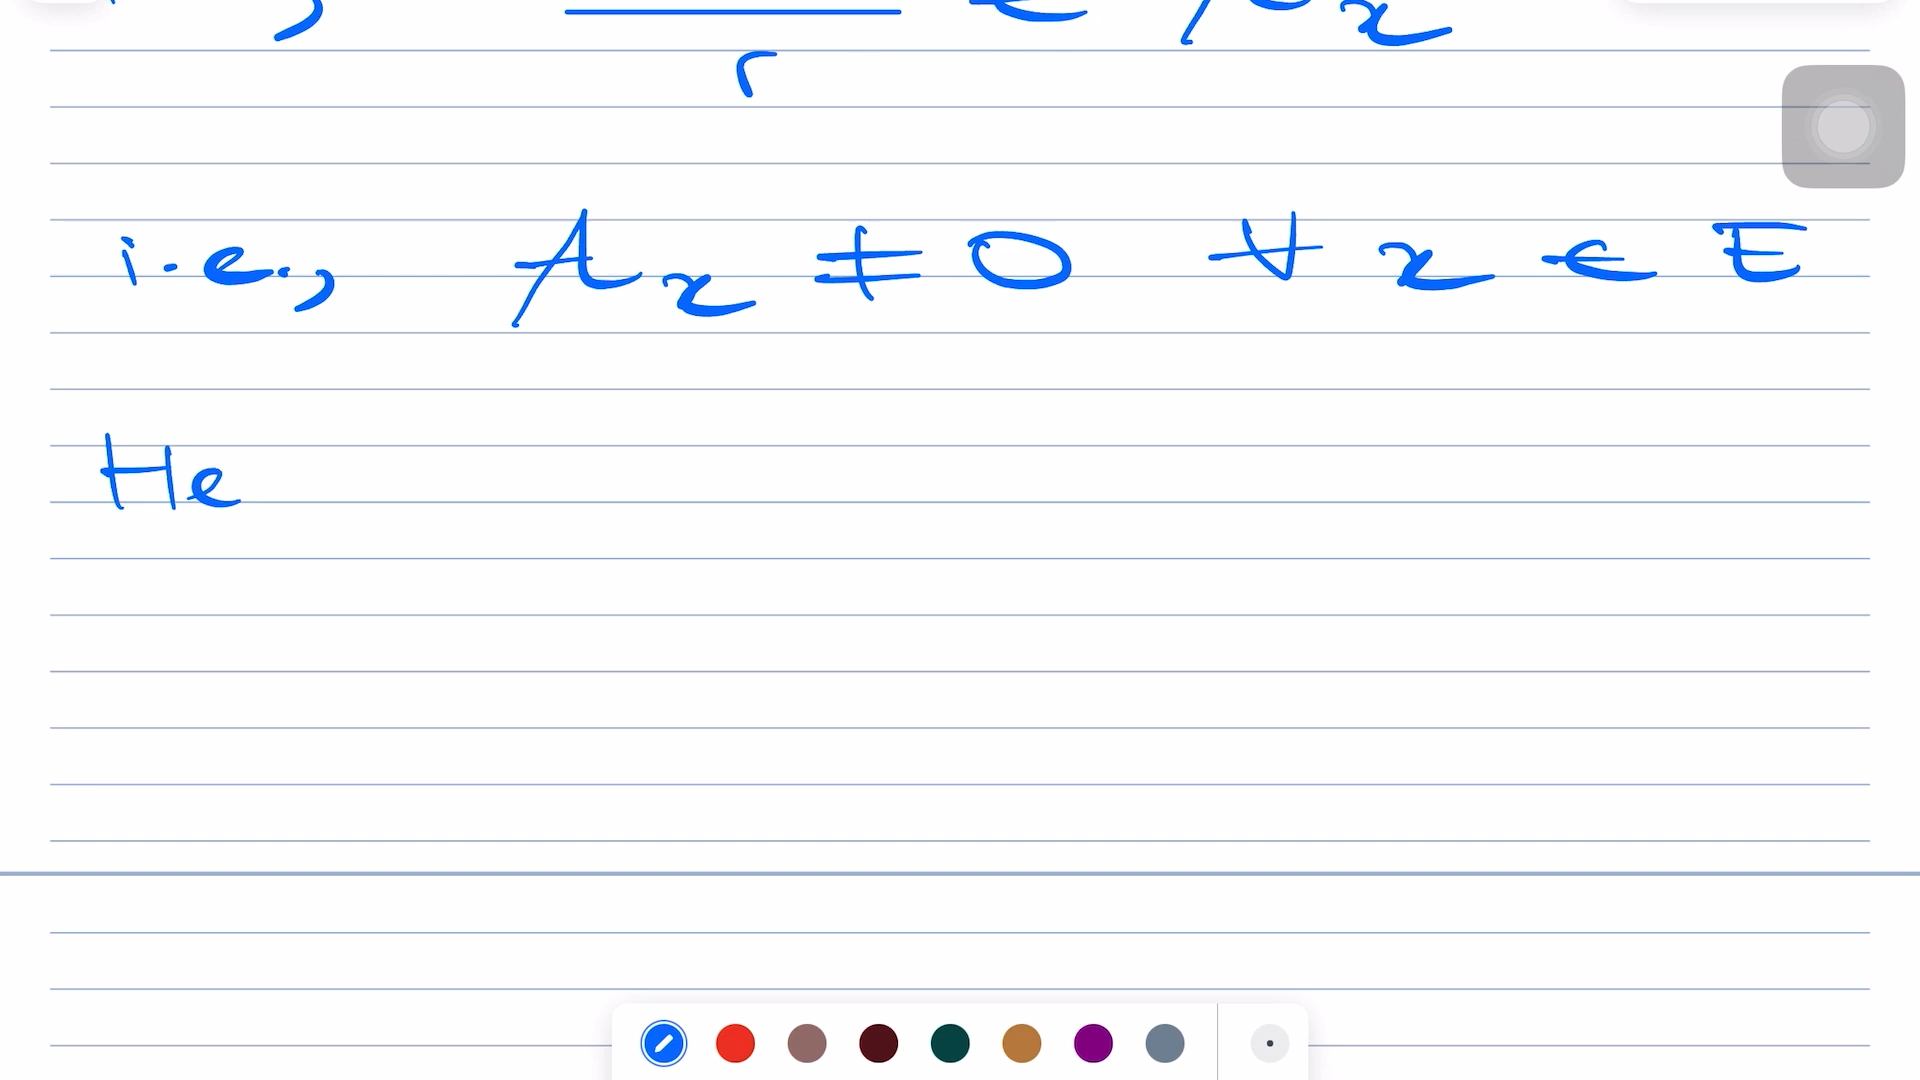 r
i.e., A_x ≠ 0 ∀ x ∈ E
He